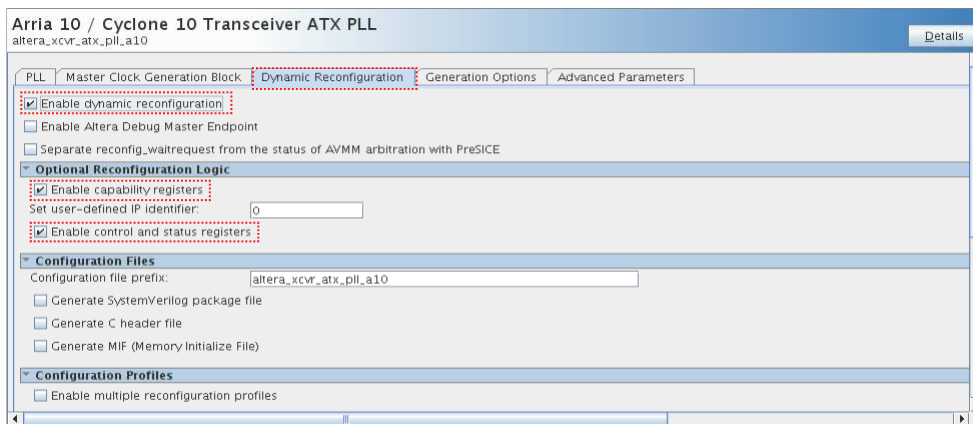 Arria 10 / Cyclone 10 Transceiver ATX PLL
altera_xcvr_atx_pll_a10
Details
PLL Master Clock Generation Block Dynamic Reconfiguration Generation Options Advanced Parameters
Enable dynamic reconfiguration
Enable Altera Debug Master Endpoint
Separate reconfig_waitrequest from the status of AVMM arbitration with PreSICE
Optional Reconfiguration Logic
Enable capability registers
Set user-defined IP identifier: 0
Enable control and status registers
Configuration Files
Configuration file prefix: altera_xcvr_atx_pll_a10
Generate SystemVerilog package file
Generate C header file
Generate MIF (Memory Initialize File)
Configuration Profiles
Enable multiple reconfiguration profiles